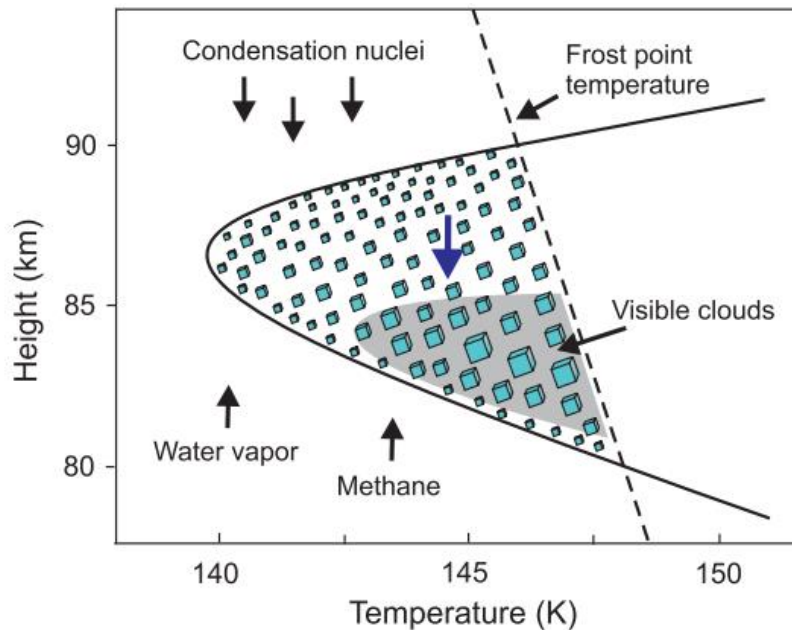 Condensation nuclei
Frost point
temperature
90
85
Visible clouds
Height (km)
Water vapor
80
Methane
140
145
150
Temperature (K)